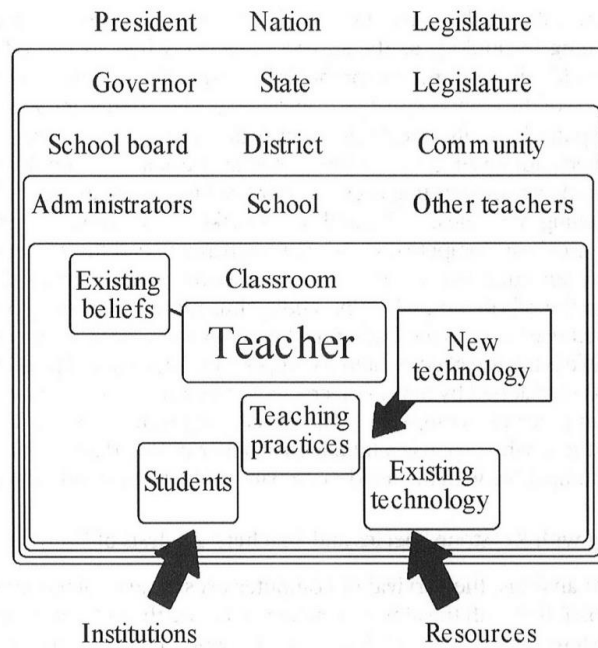 President Nation Legislature
Governor State Legislature
School board District Community
Administrators School Other teachers
Existing
beliefs
Classroom
Teacher
New
technology
Teaching
practices
Students
Existing
technology
Institutions Resources